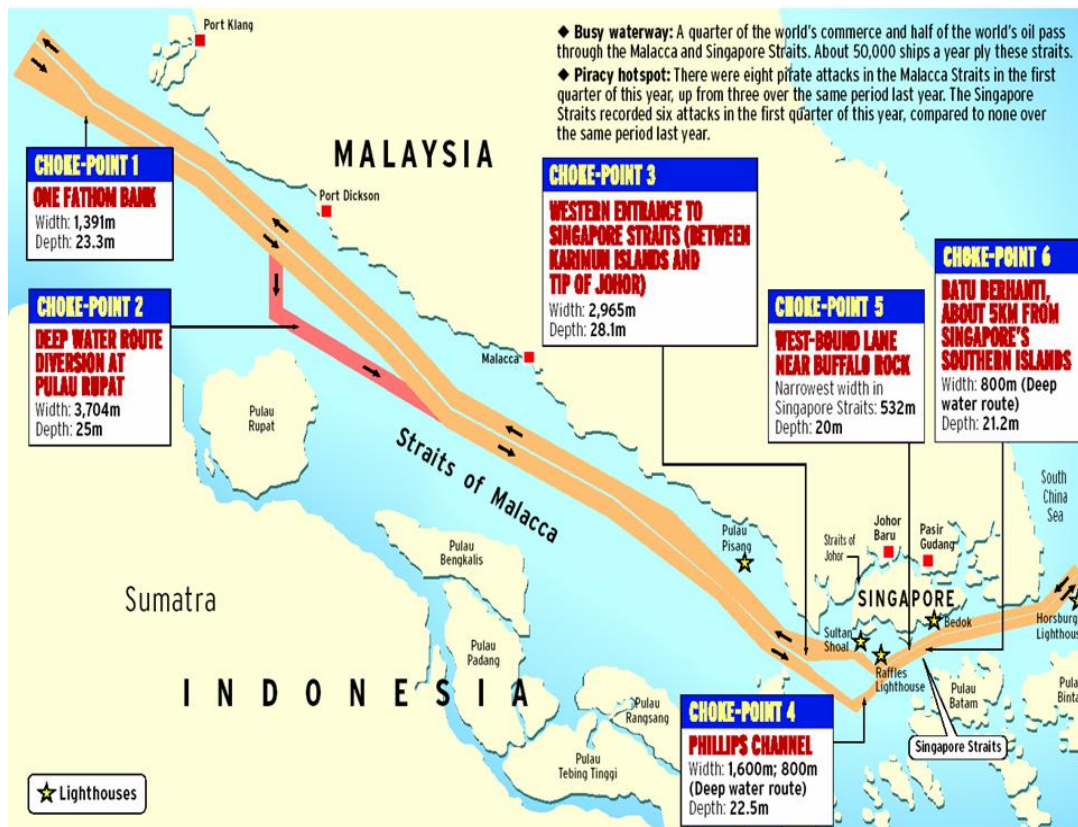 Port Klang
◆ Busy waterway: A quarter of the world's commerce and half of the world's oil pass
through the Malacca and Singapore Straits. About 50,000 ships a year ply these straits.
◆ Piracy hotspot: There were eight pirate attacks in the Malacca Straits in the first
quarter of this year, up from three over the same period last year. The Singapore
Straits recorded six attacks in the first quarter of this year, compared to none over
the same period last year.
MALAYSIA
CHOKE-POINT 1
ONE FATHOM BANK
Width: 1,391m
Depth: 23.3m
Port Dickson
CHOKE-POINT 2
DEEP WATER ROUTE
DIVERSION AT
PULAU RUPAT
Width: 3,704m
Depth: 25m
CHOKE-POINT 3
WESTERN ENTRANCE TO
SINGAPORE STRAITS (BETWEEN
KARIMUN ISLANDS AND
TIP OF JOHOR)
Width: 2,965m
Depth: 28.1m
CHOKE-POINT 5
WEST-BOUND LANE
NEAR BUFFALO ROCK
Narrowest width in
Singapore Straits: 532m
Depth: 20m
CHOKE-POINT 6
BATU BERHANTI,
ABOUT 5KM FROM
SINGAPORE'S
SOUTHERN ISLANDS
Width: 800m (Deep
water route)
Depth: 21.2m
Malacca
Pulau
Rupat
Straits of Malacca
South
China
Sea
Pulau
Pisang
Straits of
Johor
Johor
Baru
Pasir
Gudang
Pulau
Bengkalis
Sumatra
SINGAPORE
Bedok
Sultan
Shoal
Raffles
Lighthouse
Horsburg
Lighthouse
Pulau
Padang
INDONESIA
Pulau
Rangsang
Pulau
Tebing Tinggi
CHOKE-POINT 4
PHILLIPS CHANNEL
Width: 1,600m; 800m
(Deep water route)
Depth: 22.5m
Pulau
Batam
Pula
Binta
Singapore Straits
Lighthouses